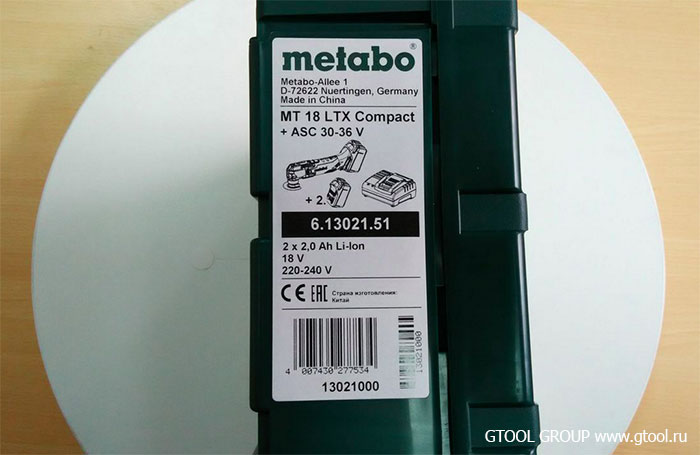 metabo®
Metabo-Allee 1
D-72622 Nuertingen, Germany
Made in China
MT 18 LTX Compact
+ ASC 30-36 V
+ 2.
6.13021.51
2 x 2,0 Ah Li-Ion
18 V
220-240 V
CE EAC Страна изготовления:
Китай
4 007430 277534
13021000
13021000
GTOOL GROUP www.gtool.ru